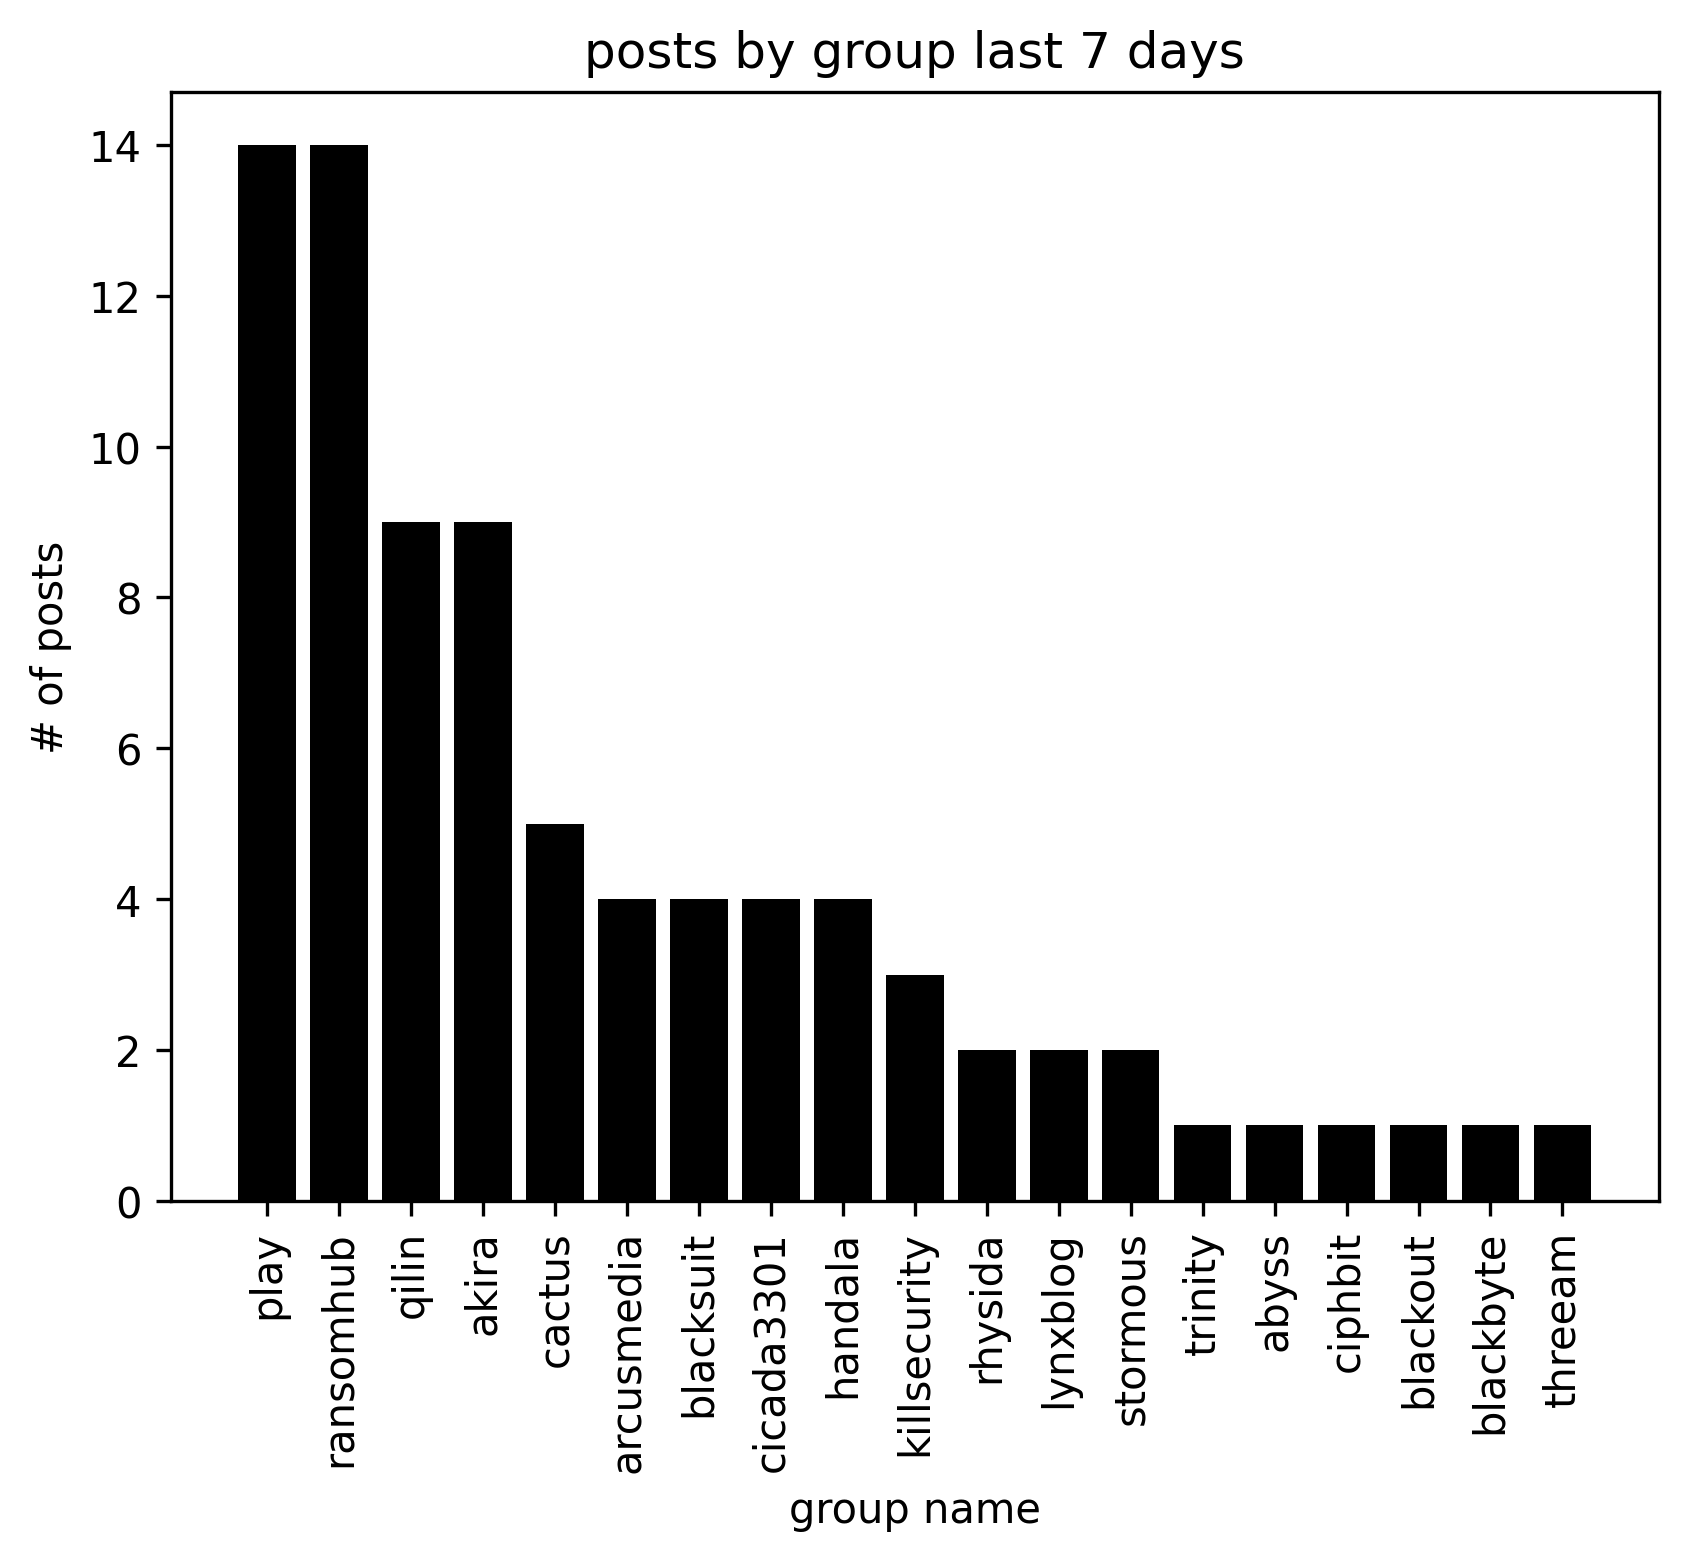 posts by group last 7 days
14
12
10
8
6
4
2
0
# of posts
play
ransomhub
qilin
akira
cactus
arcusmedia
blacksuit
cicada3301
handala
killsecurity
rhysida
lynxblog
stormous
trinity
abyss
ciphbit
blackout
blackbyte
threeam
group name